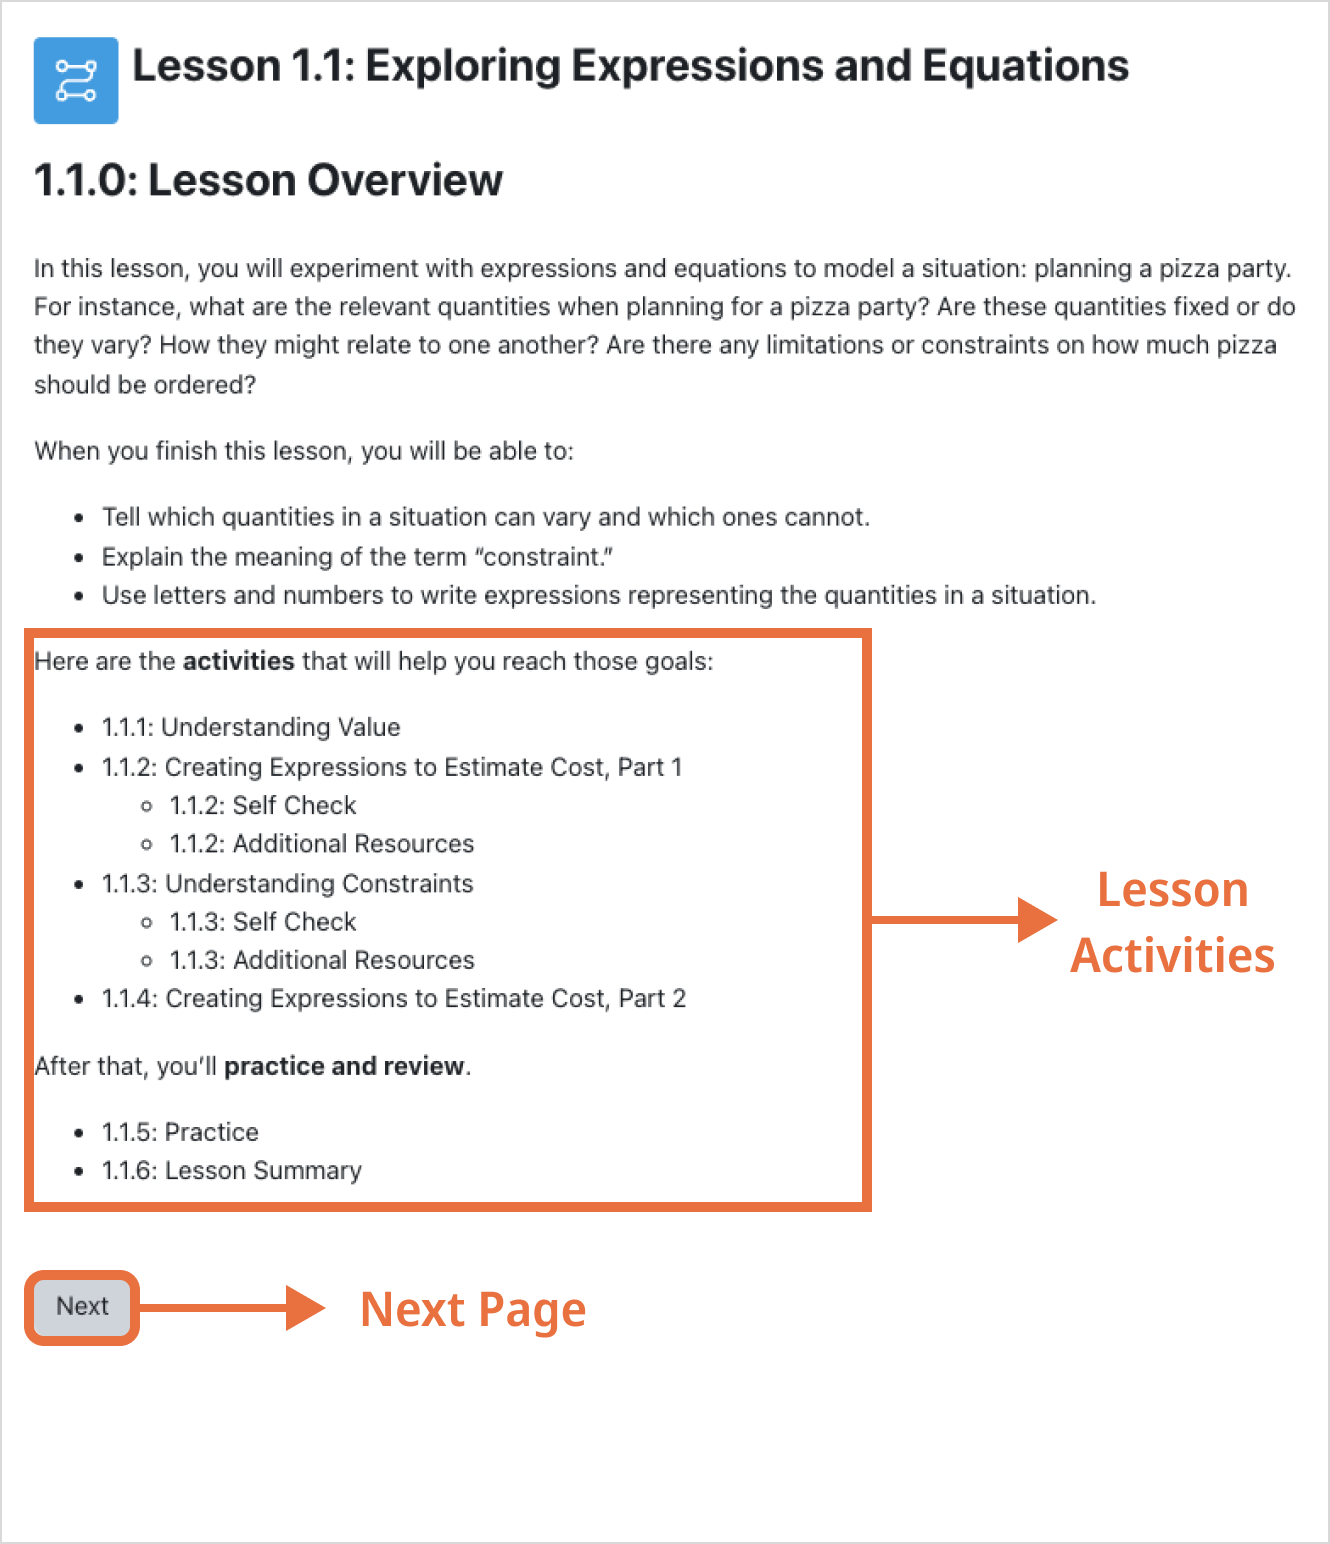 Lesson 1.1: Exploring Expressions and Equations
1.1.0: Lesson Overview
In this lesson, you will experiment with expressions and equations to model a situation: planning a pizza party.
For instance, what are the relevant quantities when planning for a pizza party? Are these quantities fixed or do
they vary? How they might relate to one another? Are there any limitations or constraints on how much pizza
should be ordered?
When you finish this lesson, you will be able to:
• Tell which quantities in a situation can vary and which ones cannot.
• Explain the meaning of the term “constraint.”
• Use letters and numbers to write expressions representing the quantities in a situation.
Here are the activities that will help you reach those goals:
• 1.1.1: Understanding Value
• 1.1.2: Creating Expressions to Estimate Cost, Part 1
◦ 1.1.2: Self Check
◦ 1.1.2: Additional Resources
• 1.1.3: Understanding Constraints
◦ 1.1.3: Self Check
◦ 1.1.3: Additional Resources
• 1.1.4: Creating Expressions to Estimate Cost, Part 2
After that, you’ll practice and review.
• 1.1.5: Practice
• 1.1.6: Lesson Summary
Lesson
Activities
Next
Next Page